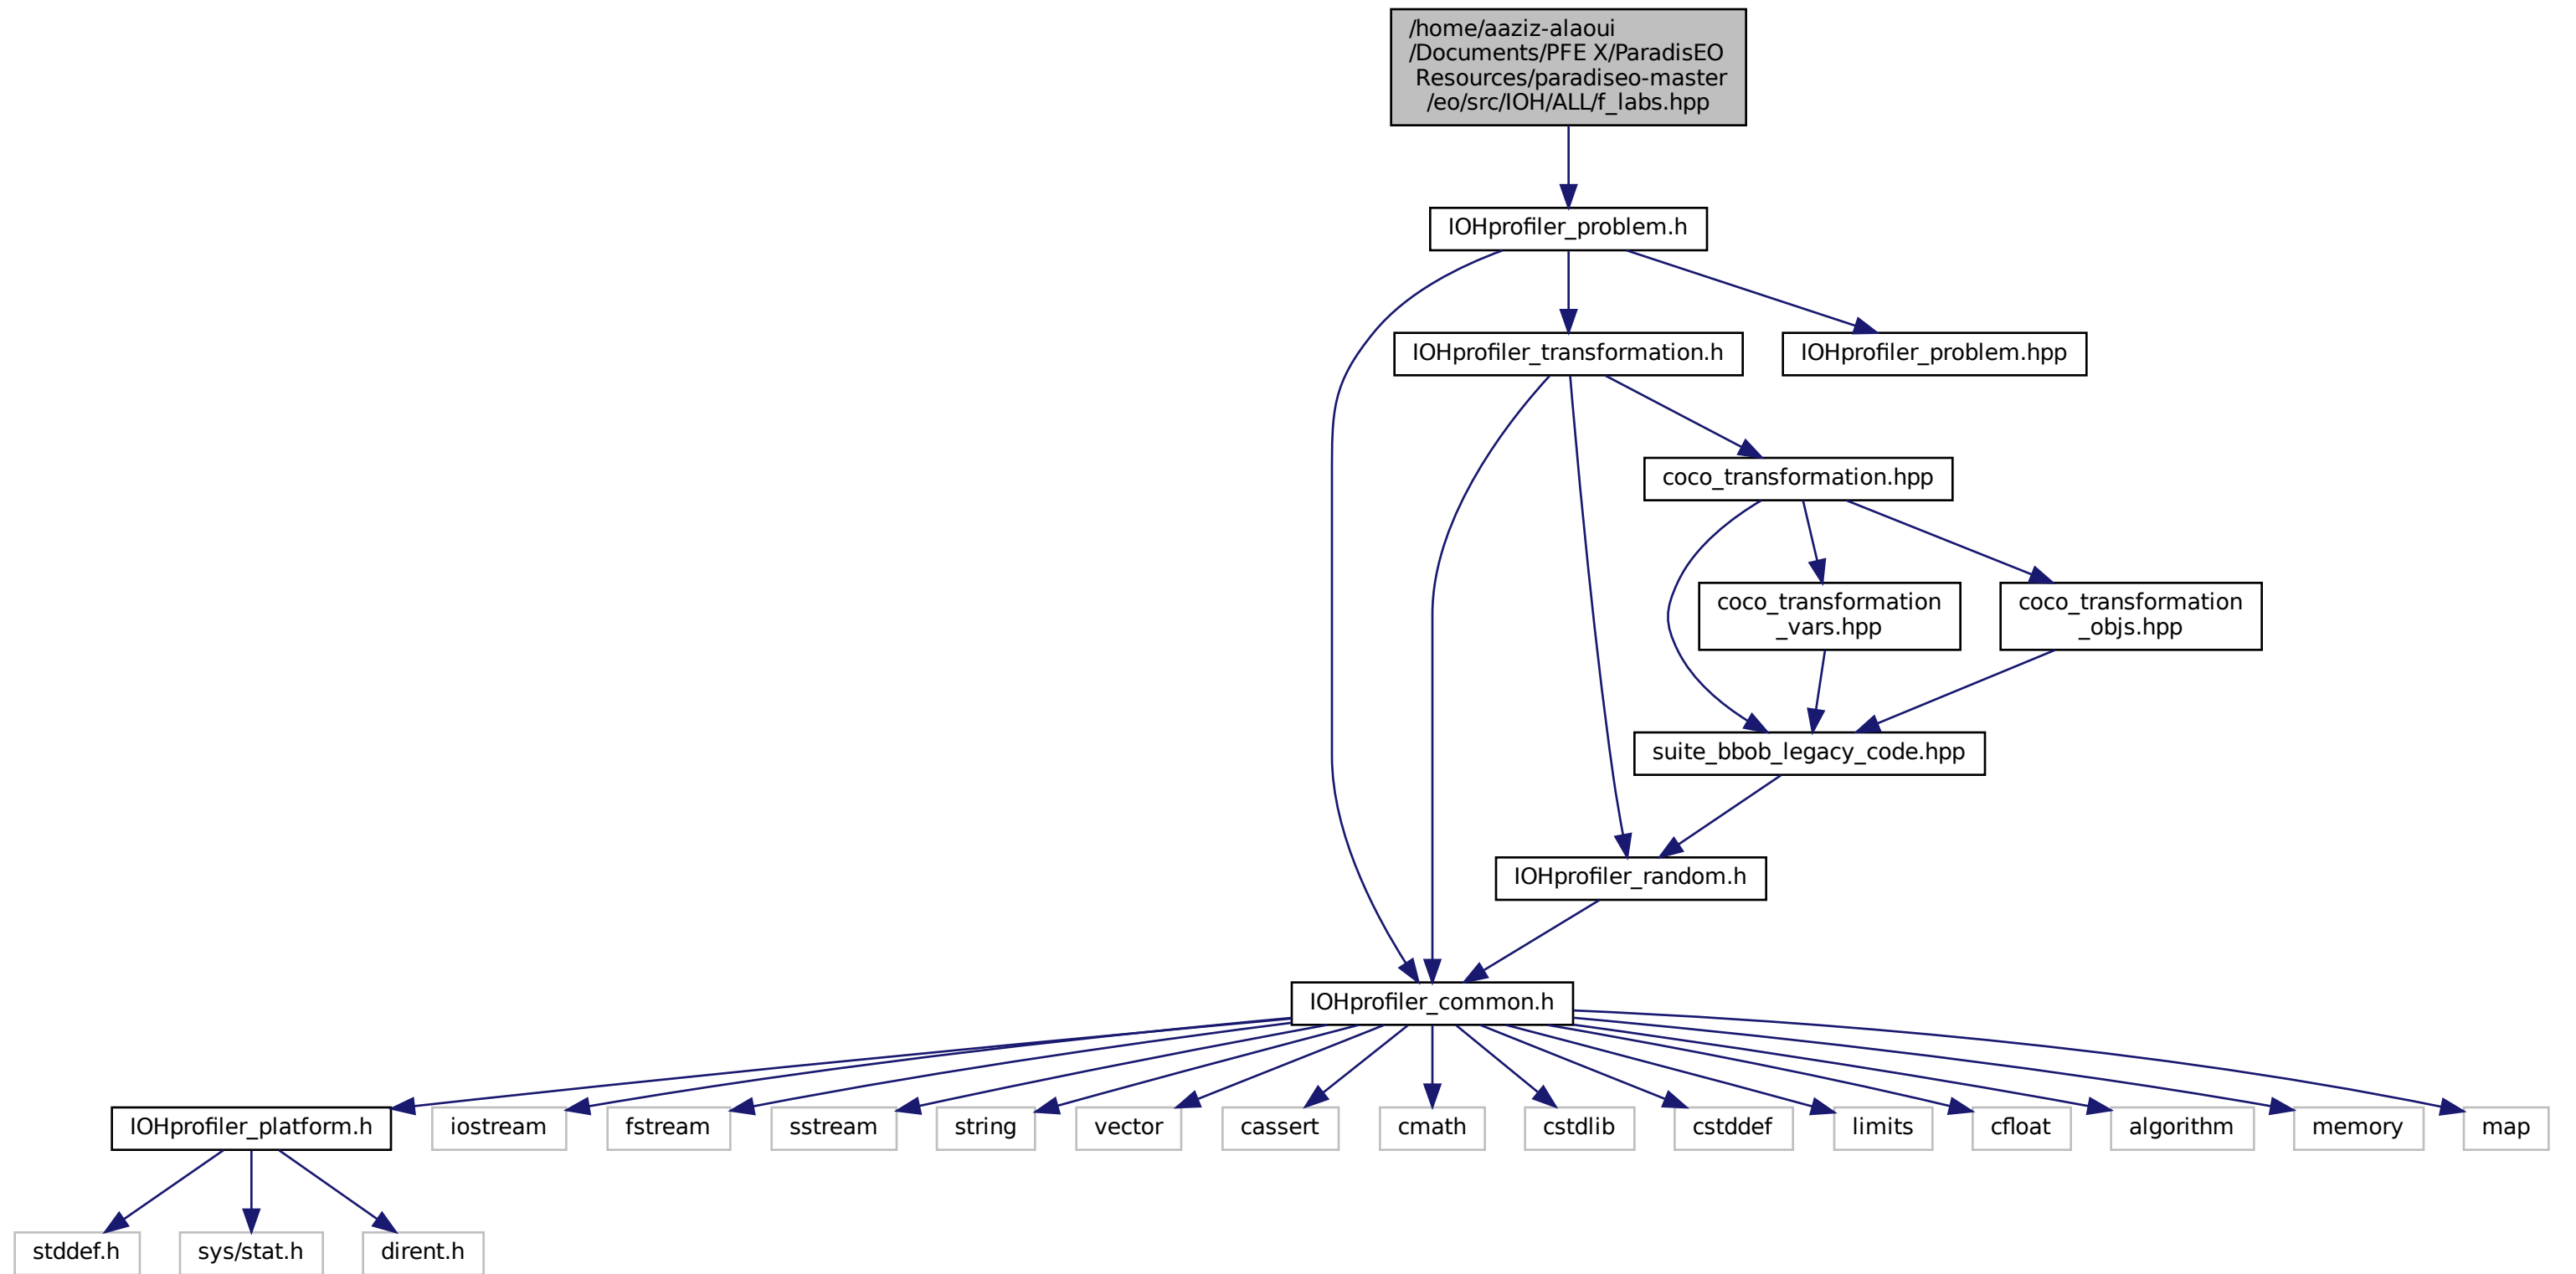 /home/aaziz-alaoui
/Documents/PFE X/ParadisEO
Resources/paradiseo-master
/eo/src/IOH/ALL/f_labs.hpp
IOHprofiler_problem.h
IOHprofiler_transformation.h
IOHprofiler_problem.hpp
coco_transformation.hpp
coco_transformation
_vars.hpp
coco_transformation
_objs.hpp
suite_bbob_legacy_code.hpp
IOHprofiler_random.h
IOHprofiler_common.h
IOHprofiler_platform.h
iostream
fstream
sstream
string
vector
cassert
cmath
cstdlib
cstddef
limits
cfloat
algorithm
memory
map
stddef.h
sys/stat.h
dirent.h